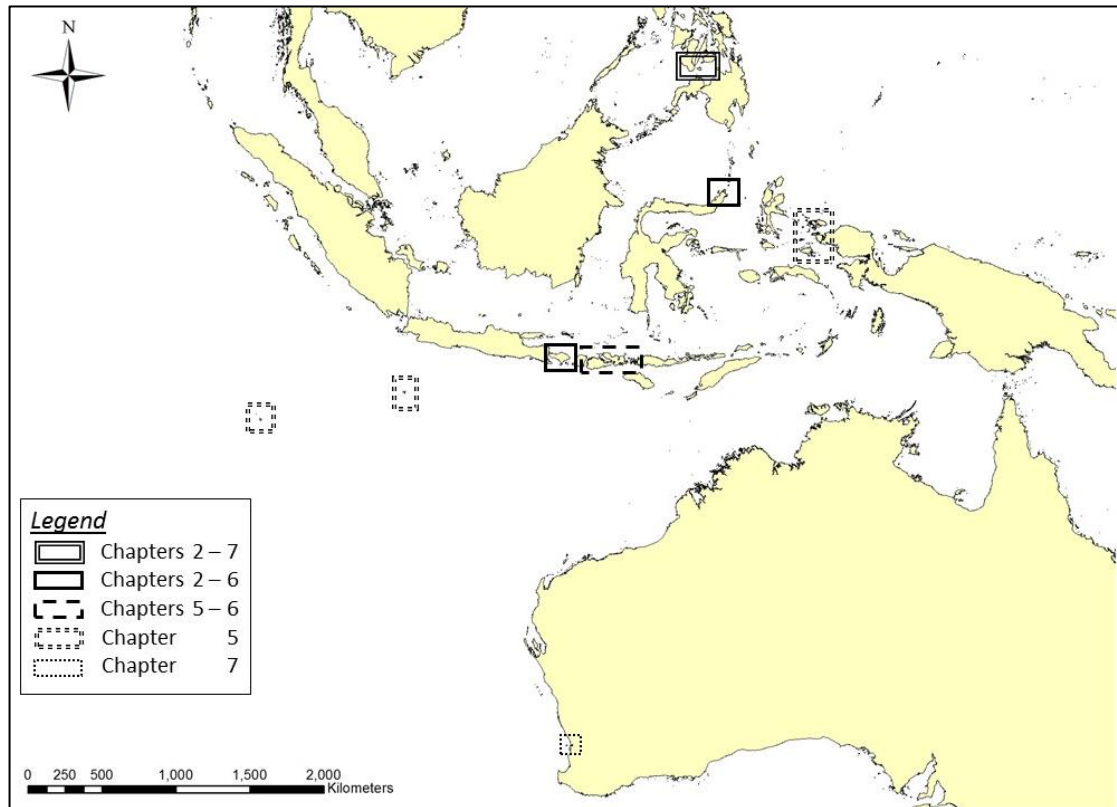 N
Legend
Chapters 2 – 7
Chapters 2 – 6
Chapters 5 – 6
Chapter 5
Chapter 7
0 250 500 1,000 1,500 2,000
Kilometers